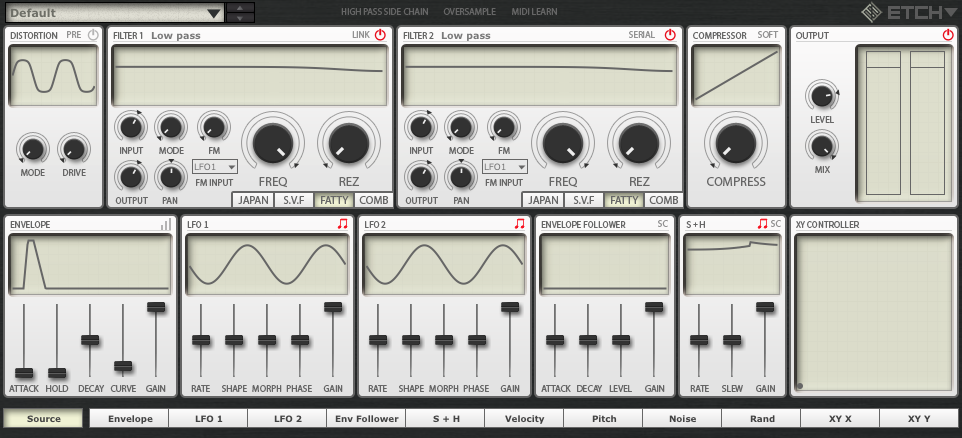 Default
HIGH PASS SIDE CHAIN OVERSAMPLE MIDI LEARN
ETCH
DISTORTION PRE
FILTER 1 Low pass LINK
FILTER 2 Low pass SERIAL
COMPRESSOR SOFT
OUTPUT
MODE DRIVE
INPUT MODE FM
LFO1
FM INPUT
OUTPUT PAN
FREQ REZ
JAPAN S.V.F FATTY COMB
INPUT MODE FM
LFO1
FM INPUT
OUTPUT PAN
FREQ REZ
JAPAN S.V.F FATTY COMB
COMPRESS
LEVEL
MIX
ENVELOPE
ATTACK HOLD DECAY CURVE GAIN
LFO 1
RATE SHAPE MORPH PHASE GAIN
LFO 2
RATE SHAPE MORPH PHASE GAIN
ENVELOPE FOLLOWER SC
ATTACK DECAY LEVEL GAIN
S + H SC
RATE SLEW GAIN
XY CONTROLLER
Source Envelope LFO 1 LFO 2 Env Follower S + H Velocity Pitch Noise Rand XY X XY Y